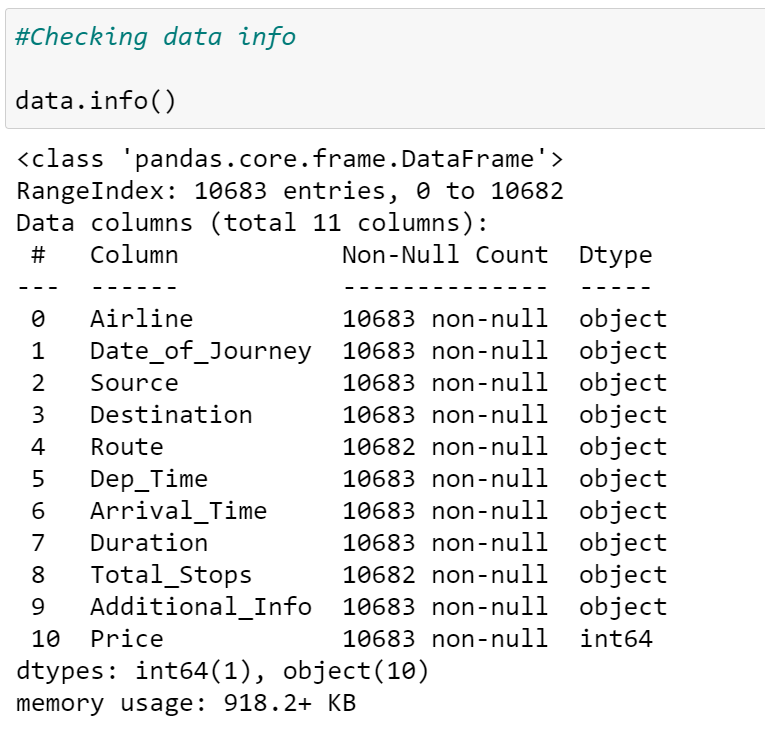 #Checking data info
data.info()
<class 'pandas.core.frame.DataFrame'>
RangeIndex: 10683 entries, 0 to 10682
Data columns (total 11 columns):
 #   Column           Non-Null Count  Dtype
---  ------           --------------  -----
 0   Airline          10683 non-null  object
 1   Date_of_Journey  10683 non-null  object
 2   Source           10683 non-null  object
 3   Destination      10683 non-null  object
 4   Route            10682 non-null  object
 5   Dep_Time         10683 non-null  object
 6   Arrival_Time     10683 non-null  object
 7   Duration         10683 non-null  object
 8   Total_Stops      10682 non-null  object
 9   Additional_Info  10683 non-null  object
 10  Price            10683 non-null  int64
dtypes: int64(1), object(10)
memory usage: 918.2+ KB